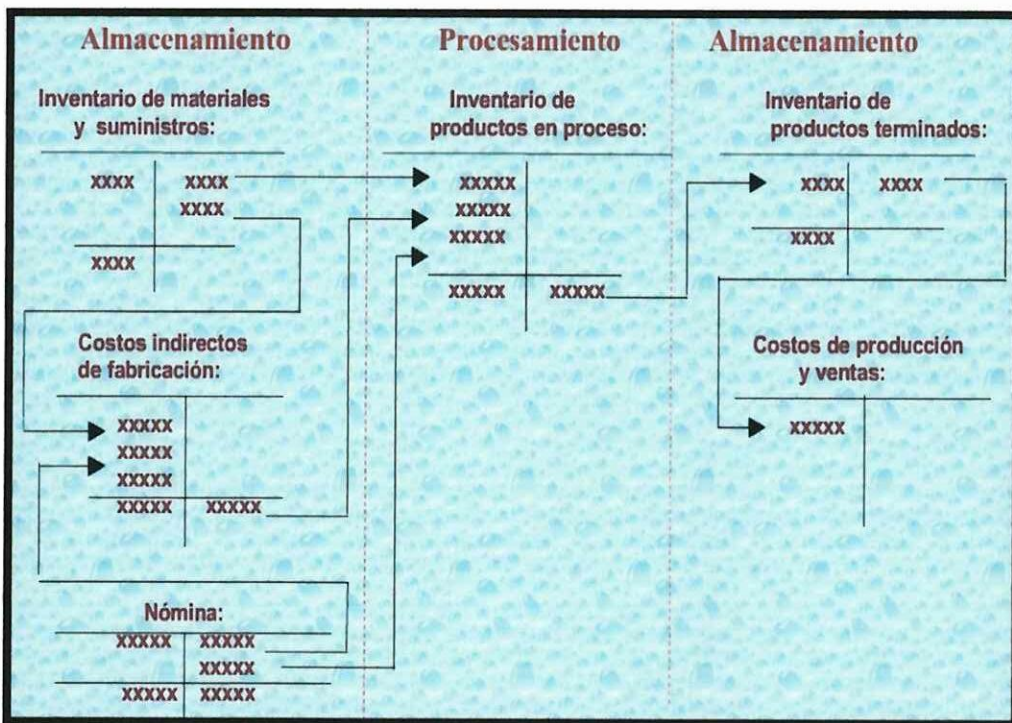 Almacenamiento
Procesamiento
Almacenamiento
Inventario de materiales
y suministros:
Inventario de
productos en proceso:
Inventario de
productos terminados:
xxxx xxxx
xxxx
xxxx
xxxxx
xxxxx
xxxxx
xxxxx xxxxx
xxxx xxxx
xxxx
Costos indirectos
de fabricación:
xxxxx
xxxxx
xxxxx
xxxxx xxxxx
Costos de producción
y ventas:
xxxxx
Nómina:
xxxxx xxxxx
xxxxx
xxxxx xxxxx